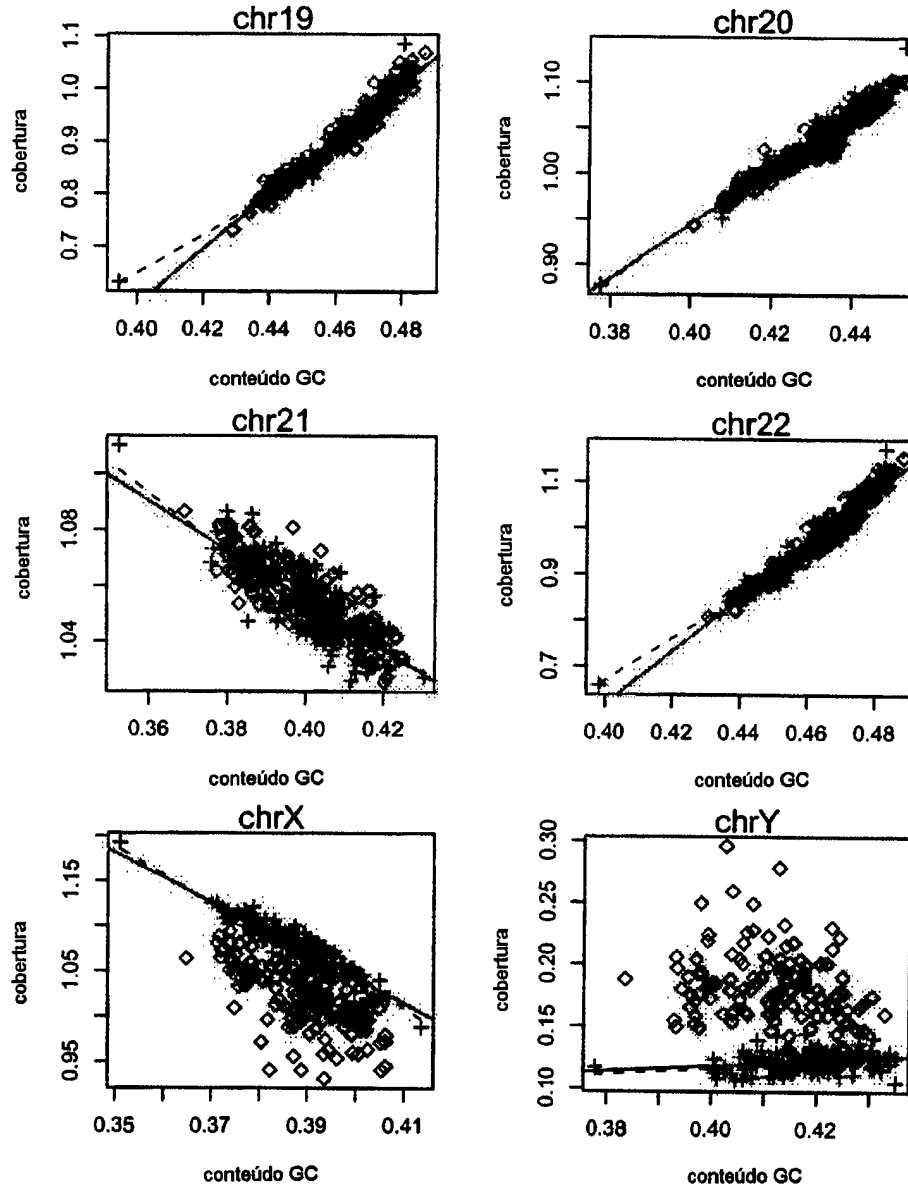 chr19
cobertura
1.1
1.0
0.9
0.8
0.7
0.40 0.42 0.44 0.46 0.48
conteúdo GC
chr20
cobertura
1.10
1.00
0.90
0.38 0.40 0.42 0.44
conteúdo GC
chr21
cobertura
1.08
1.04
0.36 0.38 0.40 0.42
conteúdo GC
chr22
cobertura
1.1
0.9
0.7
0.40 0.42 0.44 0.46 0.48
conteúdo GC
chrX
cobertura
1.15
1.05
0.95
0.35 0.37 0.39 0.41
conteúdo GC
chrY
cobertura
0.30
0.25
0.20
0.15
0.10
0.38 0.40 0.42
conteúdo GC